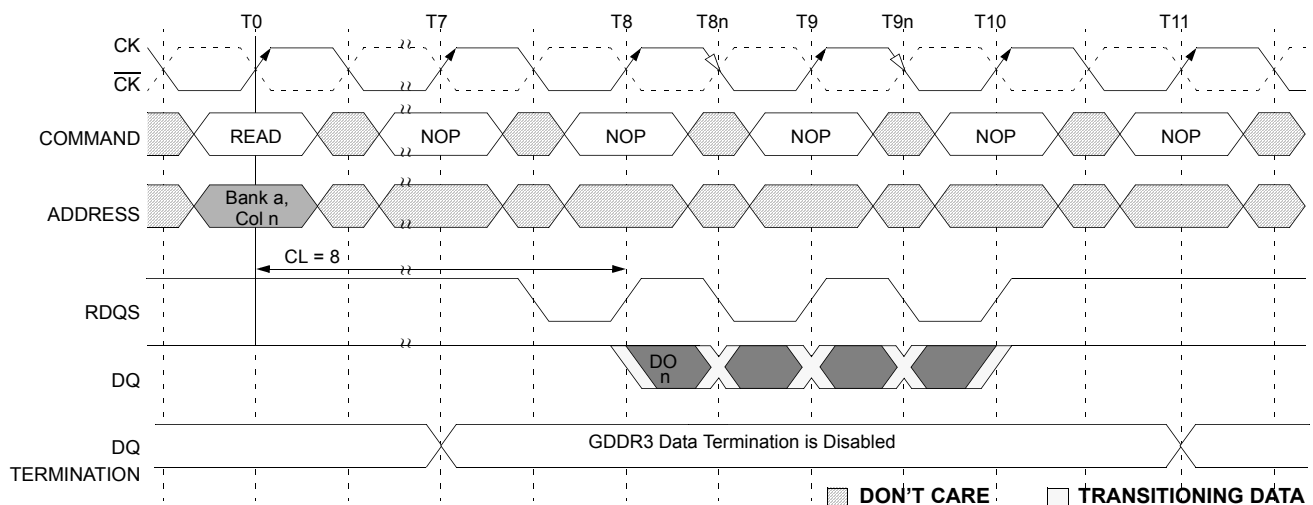 T0 T7 T8 T8n T9 T9n T10 T11
CK
CK
COMMAND READ NOP NOP NOP NOP NOP
ADDRESS Bank a,
Col n
CL = 8
RDQS
DQ DO
n
DQ
TERMINATION
GDDR3 Data Termination is Disabled
DON'T CARE TRANSITIONING DATA